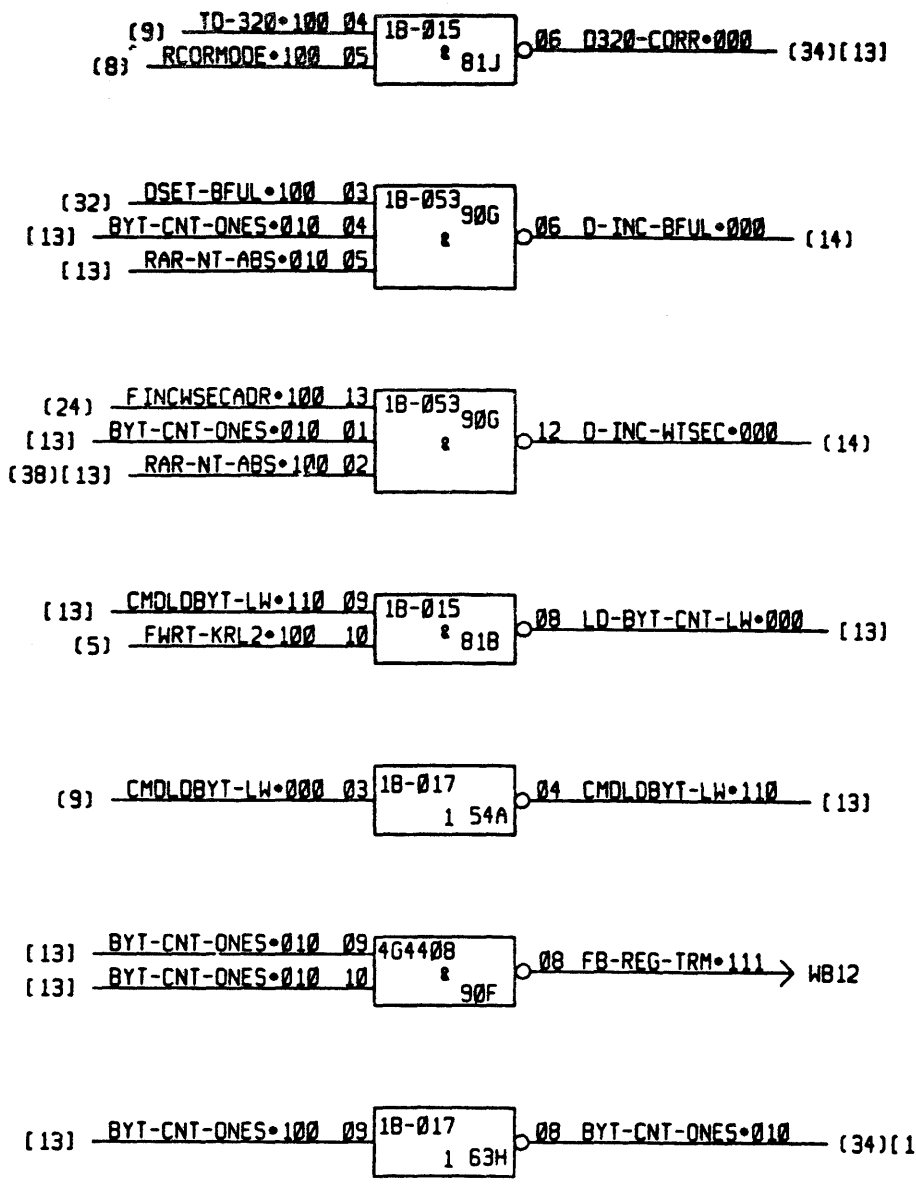 (9) TO-320•100 04 1B-015 06 D320-CORR•000 (34)[13]
(8) RCORMODE•100 05 & 81J
(32) DSET-BFUL•100 03 1B-053 90G
[13] BYT-CNT-ONES•010 04 & 06 D-INC-BFUL•000 (14)
[13] RAR-NT-ABS•010 05
(24) FINCWSECADR•100 13 1B-053 90G
[13] BYT-CNT-ONES•010 01 & 12 D-INC-WTSEC•000 (14)
(38)[13] RAR-NT-ABS•100 02
[13] CMDLDBYT-LW•110 09 1B-015 08 LD-BYT-CNT-LW•000 [13]
(5) FWRT-KRL2•100 10 & 81B
(9) CMDLDBYT-LW•000 03 1B-017 04 CMDLDBYT-LW•110 [13]
1 54A
[13] BYT-CNT-ONES•010 09 4G4408 08 FB-REG-TRM•111 WB12
[13] BYT-CNT-ONES•010 10 & 90F
[13] BYT-CNT-ONES•100 09 1B-017 08 BYT-CNT-ONES•010 (34)[1
1 63H